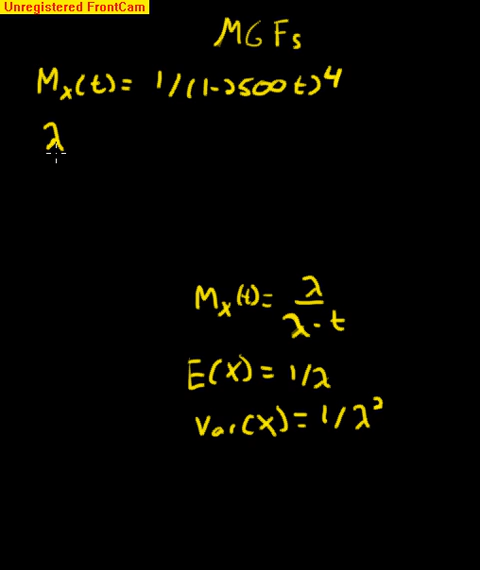 Unregistered FrontCam
MGFs
Mx(t) = 1/(1-2500t)^4
λ
Mx(t) = λ/(λ - t)
E(X) = 1/λ
Var(X) = 1/λ²